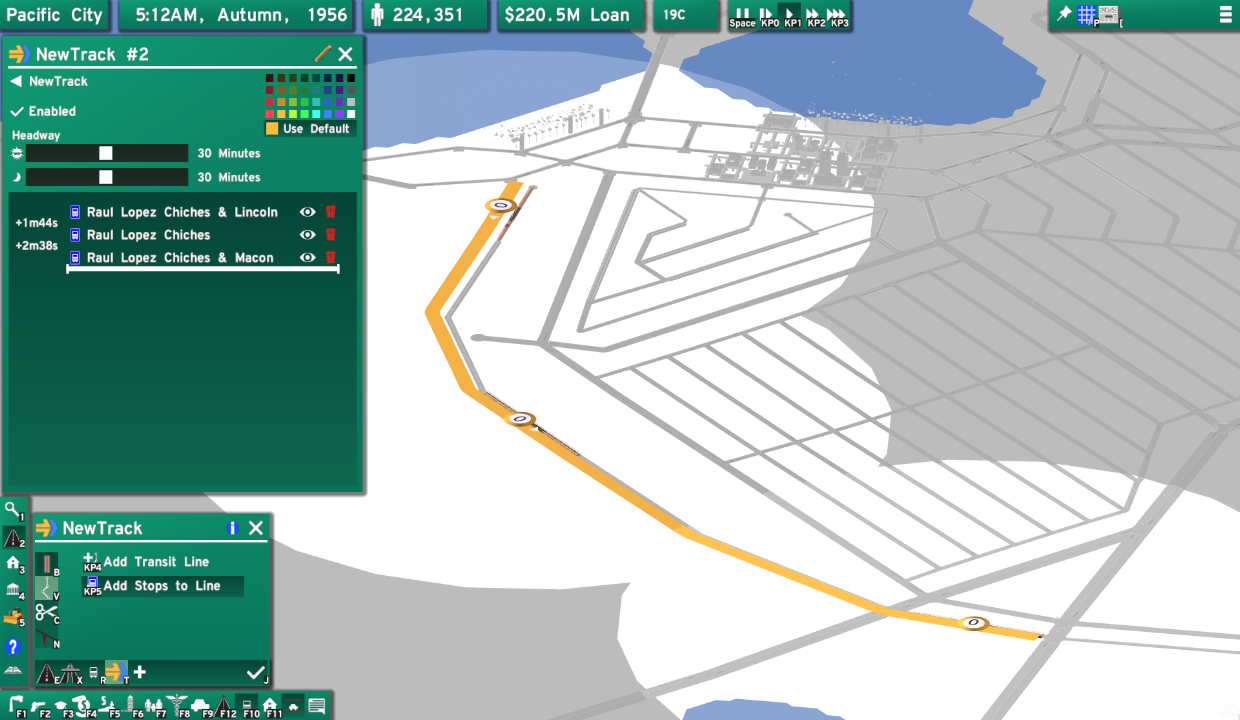 Pacific City
5:12AM, Autumn, 1956
224,351
$220.5M Loan
19C
Space KP0 KP1 KP2 KP3
P [
NewTrack #2
NewTrack
Enabled
Use Default
Headway
30 Minutes
30 Minutes
+1m44s
+2m38s
Raul Lopez Chiches & Lincoln
Raul Lopez Chiches
Raul Lopez Chiches & Macon
0
0
0
1
2
3
4
5
?
NewTrack
i
B
V
C
N
KP4 Add Transit Line
KP5 Add Stops to Line
E X R T J
F1 F2 F3 F4 F5 F6 F7 F8 F9 F12 F10 F11